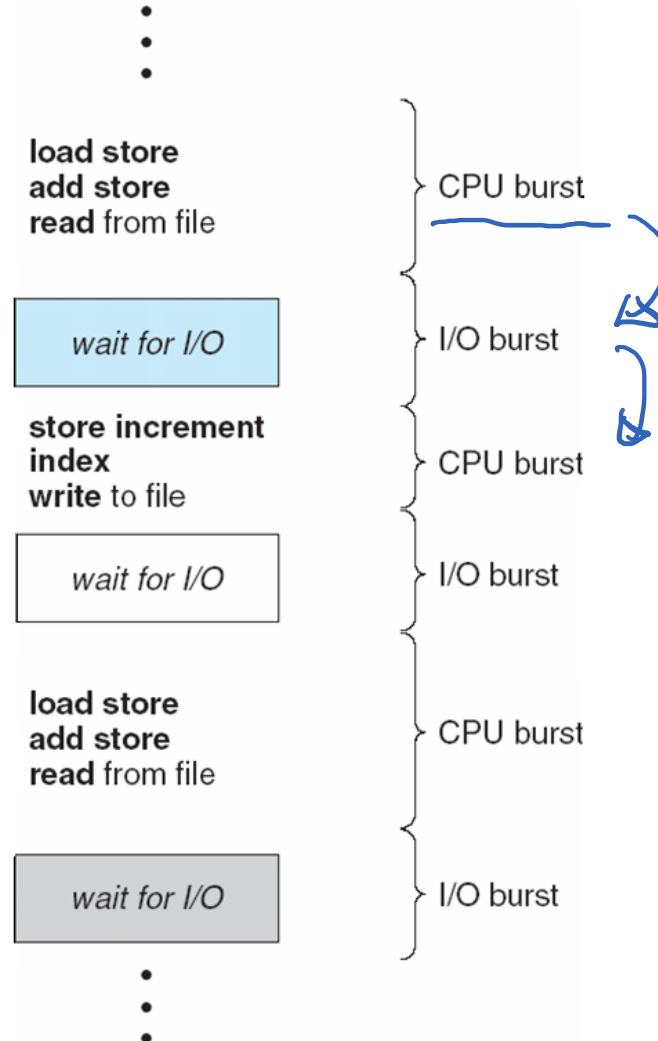 load store
add store
read from file
CPU burst
wait for I/O
I/O burst
store increment
index
write to file
CPU burst
wait for I/O
I/O burst
load store
add store
read from file
CPU burst
wait for I/O
I/O burst